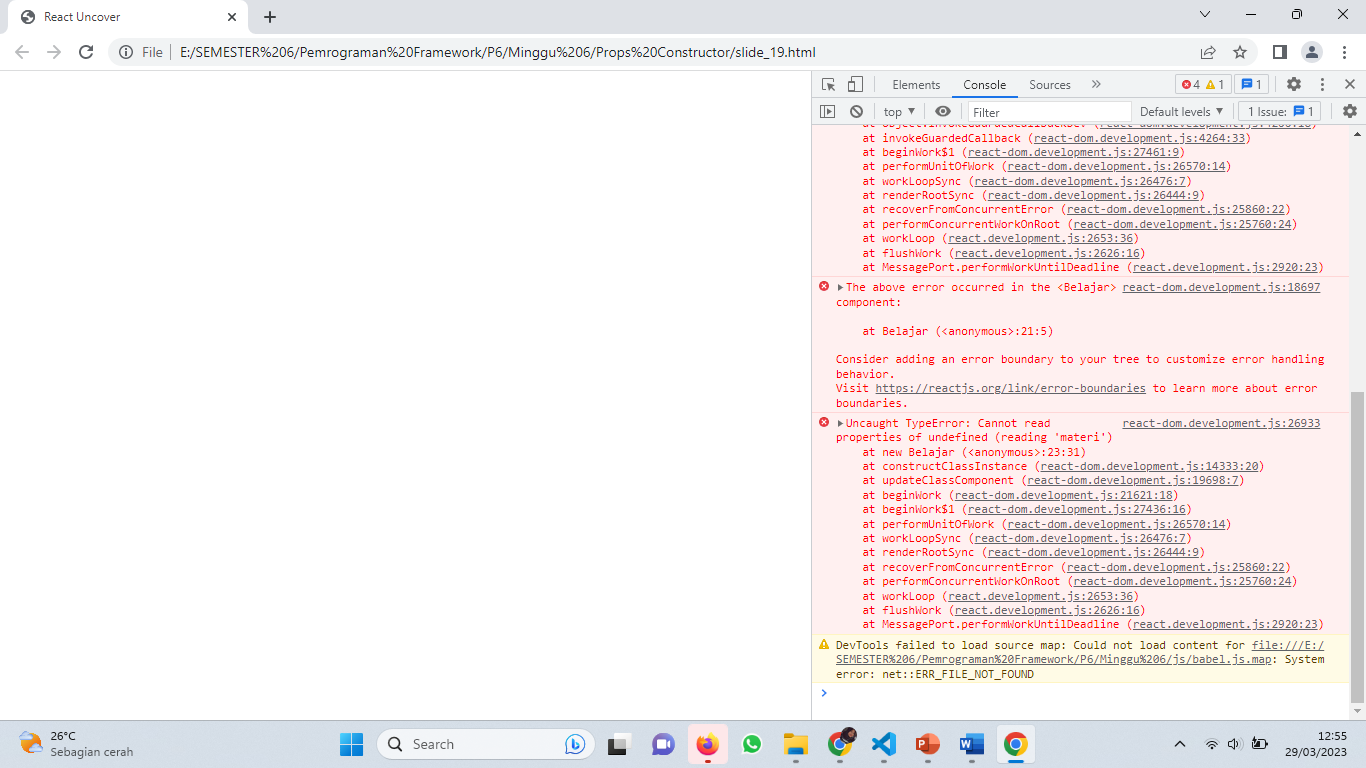 React Uncover
File
E:/SEMESTER%206/Pemrograman%20Framework/P6/Minggu%206/Props%20Constructor/slide_19.html
Elements
Console
Sources
4
1
1
top
Filter
Default levels
1 Issue:
1
at invokeGuardedCallback (react-dom.development.js:4264:33)
at beginWork$1 (react-dom.development.js:27461:9)
at performUnitOfWork (react-dom.development.js:26570:14)
at workLoopSync (react-dom.development.js:26476:7)
at renderRootSync (react-dom.development.js:26444:9)
at recoverFromConcurrentError (react-dom.development.js:25860:22)
at performConcurrentWorkOnRoot (react-dom.development.js:25760:24)
at workLoop (react.development.js:2653:36)
at flushWork (react.development.js:2626:16)
at MessagePort.performWorkUntilDeadline (react.development.js:2920:23)
The above error occurred in the <Belajar> react-dom.development.js:18697
component:
at Belajar (<anonymous>:21:5)
Consider adding an error boundary to your tree to customize error handling
behavior.
Visit https://reactjs.org/link/error-boundaries to learn more about error
boundaries.
Uncaught TypeError: Cannot read react-dom.development.js:26933
properties of undefined (reading 'materi')
at new Belajar (<anonymous>:23:31)
at constructClassInstance (react-dom.development.js:14333:20)
at updateClassComponent (react-dom.development.js:19698:7)
at beginWork (react-dom.development.js:21621:18)
at beginWork$1 (react-dom.development.js:27436:16)
at performUnitOfWork (react-dom.development.js:26570:14)
at workLoopSync (react-dom.development.js:26476:7)
at renderRootSync (react-dom.development.js:26444:9)
at recoverFromConcurrentError (react-dom.development.js:25860:22)
at performConcurrentWorkOnRoot (react-dom.development.js:25760:24)
at workLoop (react.development.js:2653:36)
at flushWork (react.development.js:2626:16)
at MessagePort.performWorkUntilDeadline (react.development.js:2920:23)
DevTools failed to load source map: Could not load content for file:///E:/
SEMESTER%206/Pemrograman%20Framework/P6/Minggu%206/js/babel.js.map: System
error: net::ERR_FILE_NOT_FOUND
26°C
Sebagian cerah
Search
12:55
29/03/2023